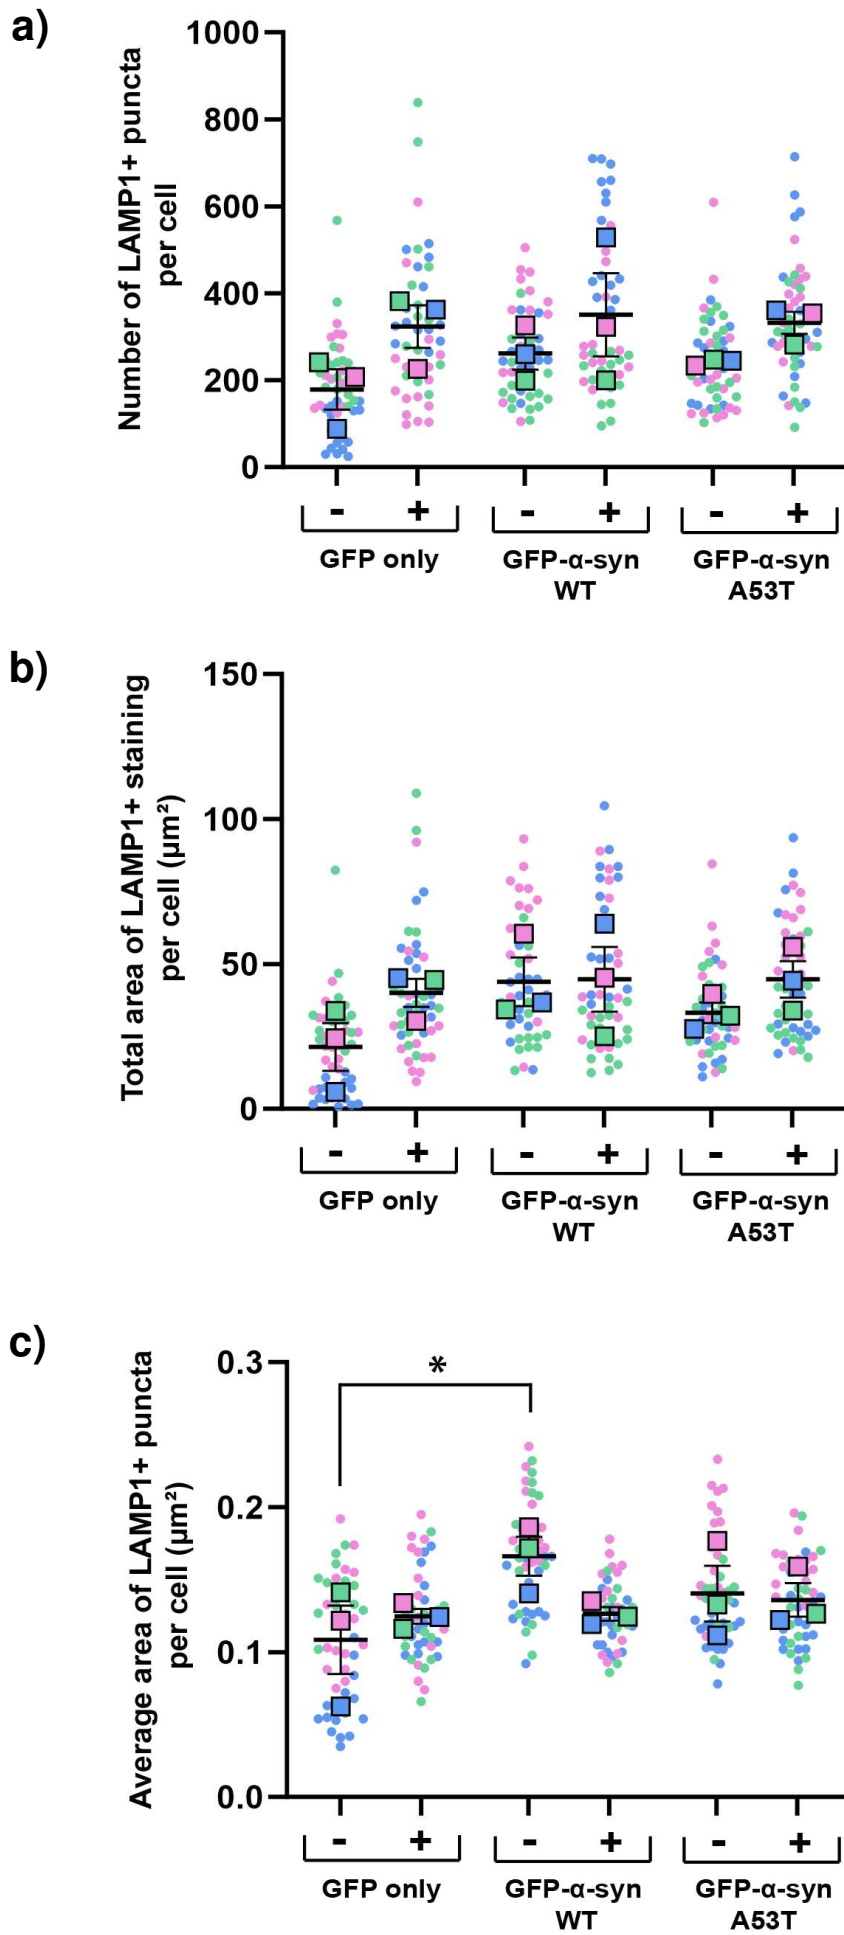 a)
Number of LAMP1+ puncta
per cell
1000
800
600
400
200
0
- + - + - +
GFP only GFP-α-syn GFP-α-syn
WT A53T
b)
Total area of LAMP1+ staining
per cell (µm²)
150
100
50
0
- + - + - +
GFP only GFP-α-syn GFP-α-syn
WT A53T
c)
Average area of LAMP1+ puncta
per cell (µm²)
0.3
0.2
0.1
0.0
*
- + - + - +
GFP only GFP-α-syn GFP-α-syn
WT A53T